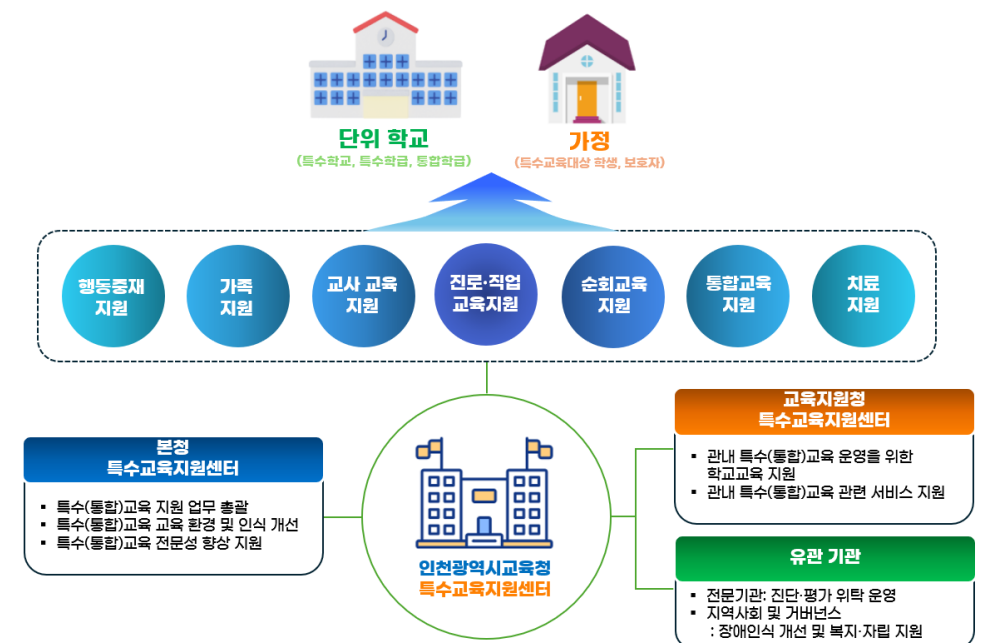 단위 학교
(특수학교, 특수학급, 통합학급)
가정
(특수교육대상 학생, 보호자)
행동중재
지원
가족
지원
교사 교육
지원
진로·직업
교육지원
순회교육
지원
통합교육
지원
치료
지원
본청
특수교육지원센터
▪ 특수(통합)교육 지원 업무 총괄
▪ 특수(통합)교육 교육 환경 및 인식 개선
▪ 특수(통합)교육 전문성 향상 지원
인천광역시교육청
특수교육지원센터
교육지원청
특수교육지원센터
▪ 관내 특수(통합)교육 운영을 위한
학교교육 지원
▪ 관내 특수(통합)교육 관련 서비스 지원
유관 기관
▪ 전문기관: 진단·평가 위탁 운영
▪ 지역사회 및 거버넌스
: 장애인식 개선 및 복지·자립 지원